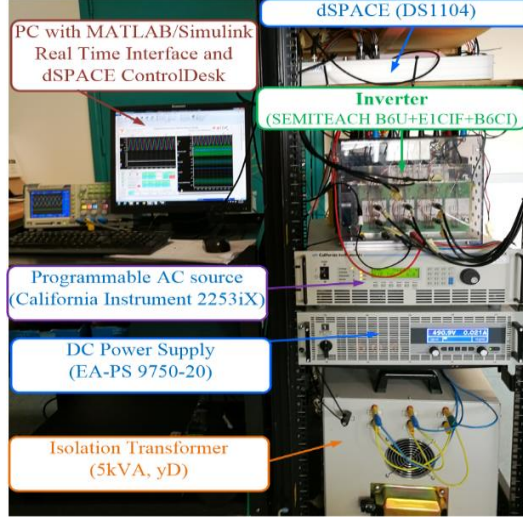 dSPACE (DS1104)
PC with MATLAB/Simulink
Real Time Interface and
dSPACE ControlDesk
Inverter
(SEMITEACH B6U+E1CIF+B6CI)
Programmable AC source
(California Instrument 2253iX)
California Instruments
DC Power Supply
(EA-PS 9750-20)
490.9V 0.021A
Isolation Transformer
(5kVA, yD)